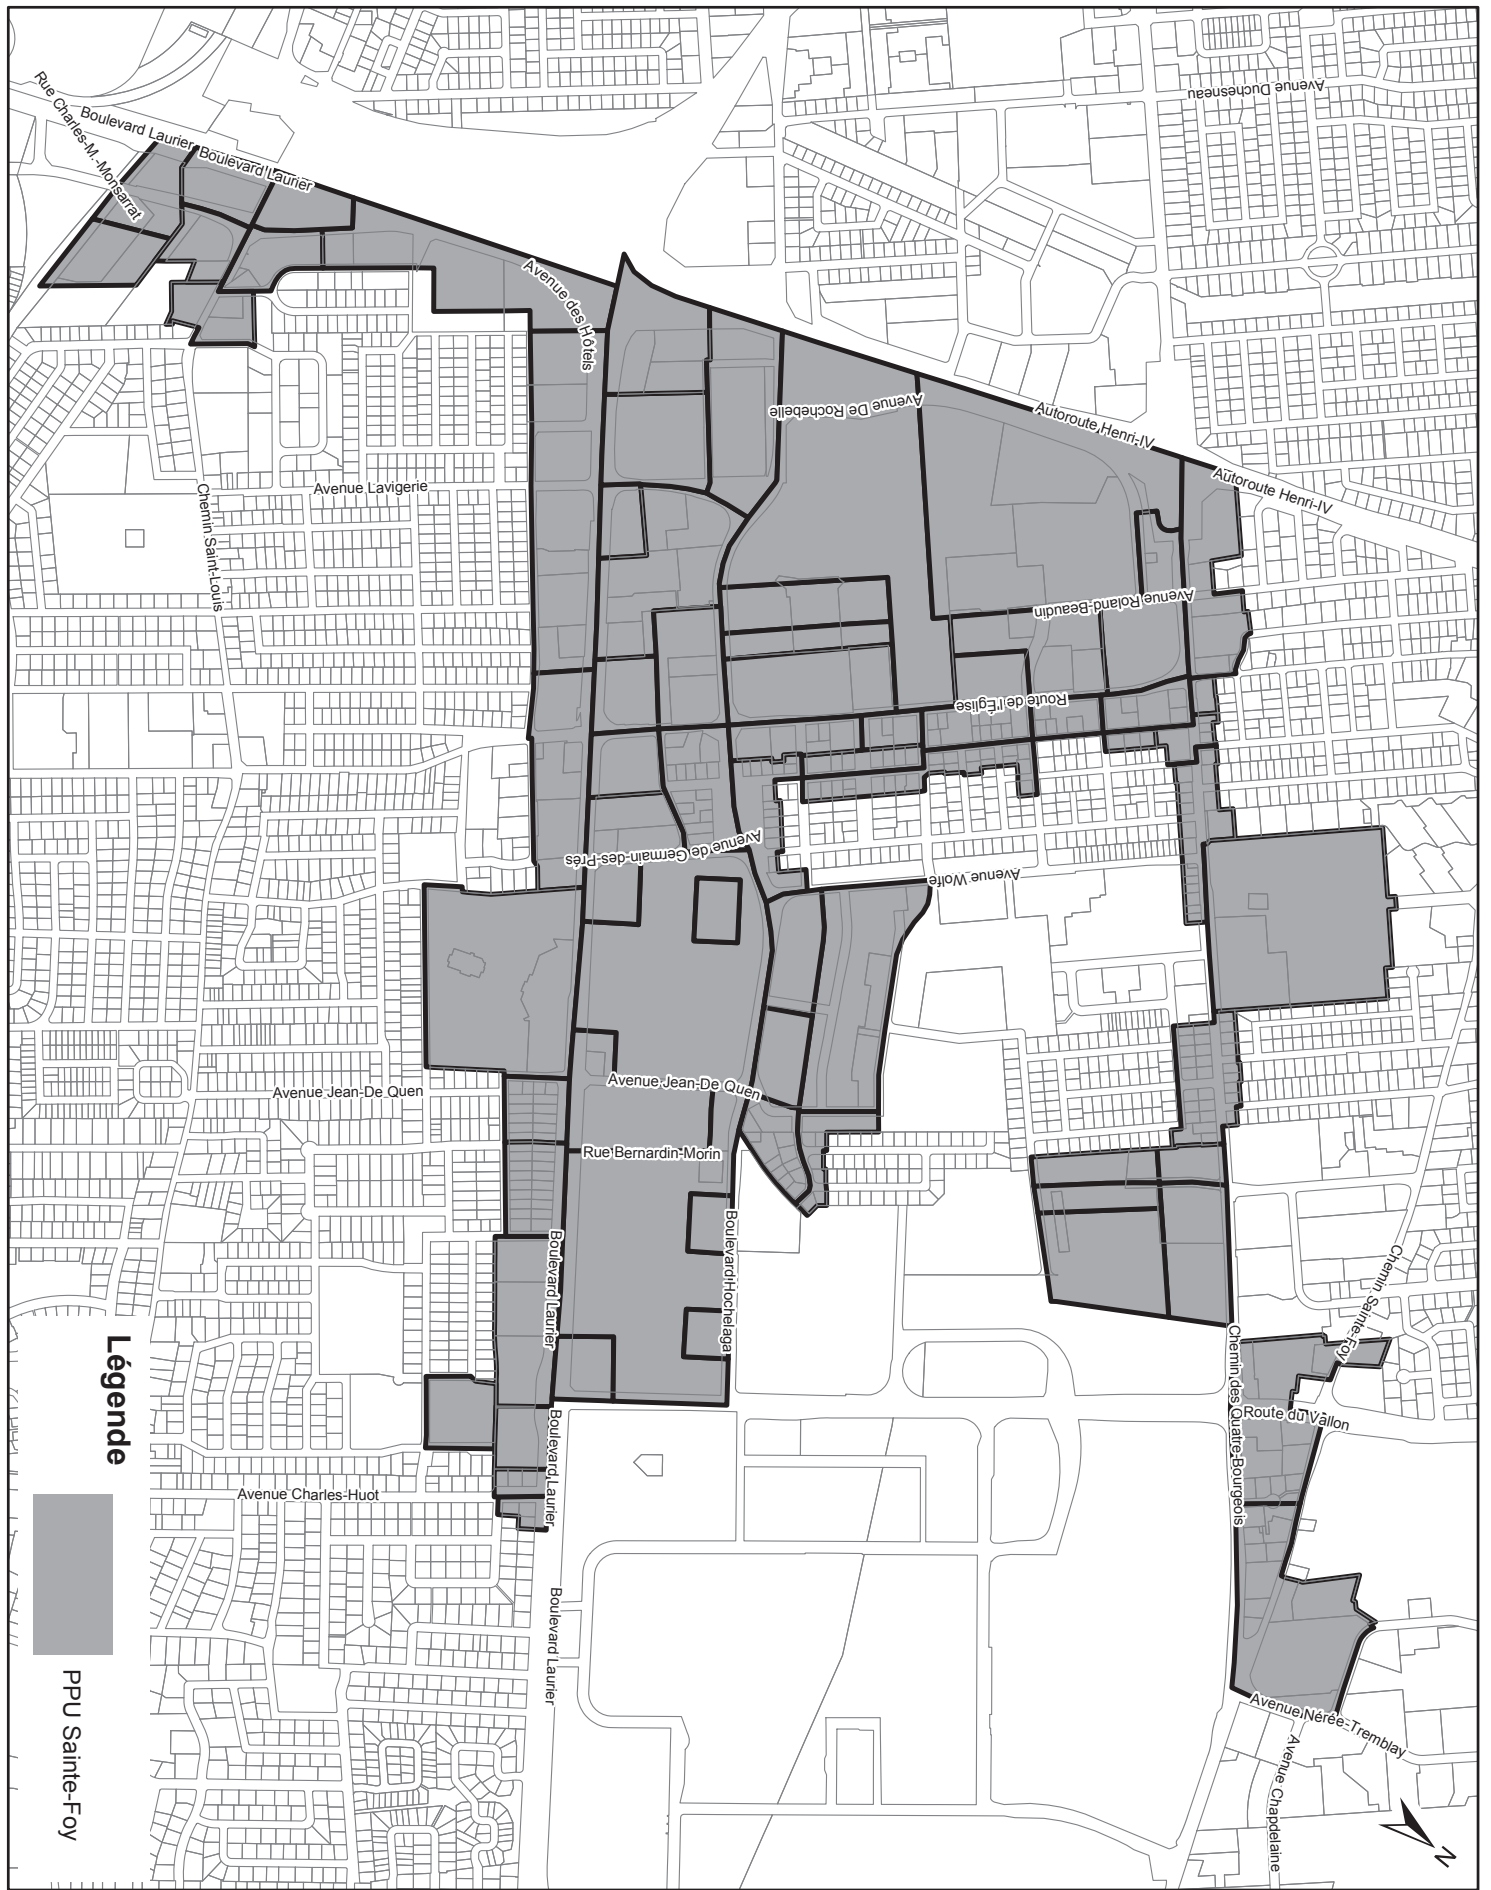 Avenue Duchesneau
Rue Charles-M.-Monsarrat
Boulevard Laurier
Boulevard Laurier
Avenue des Hôtels
Avenue De Rochebelle
Autoroute Henri-IV
Autoroute Henri-IV
Avenue Lavigerie
Chemin Saint-Louis
Avenue Roland-Beaudin
Route de l'Église
Avenue de Germain-des-Prés
Avenue Wolfe
Avenue Jean-De Quen
Avenue Jean-De Quen
Rue Bernardin-Morin
Boulevard Laurier
Boulevard Hochelaga
Chemin Sainte-Foy
Chemin des Quatre-Bourgeois
Route du Vallon
Boulevard Laurier
Avenue Charles-Huot
Boulevard Laurier
Avenue Nérée-Tremblay
Avenue Chapdelaine
N
Légende
PPU Sainte-Foy